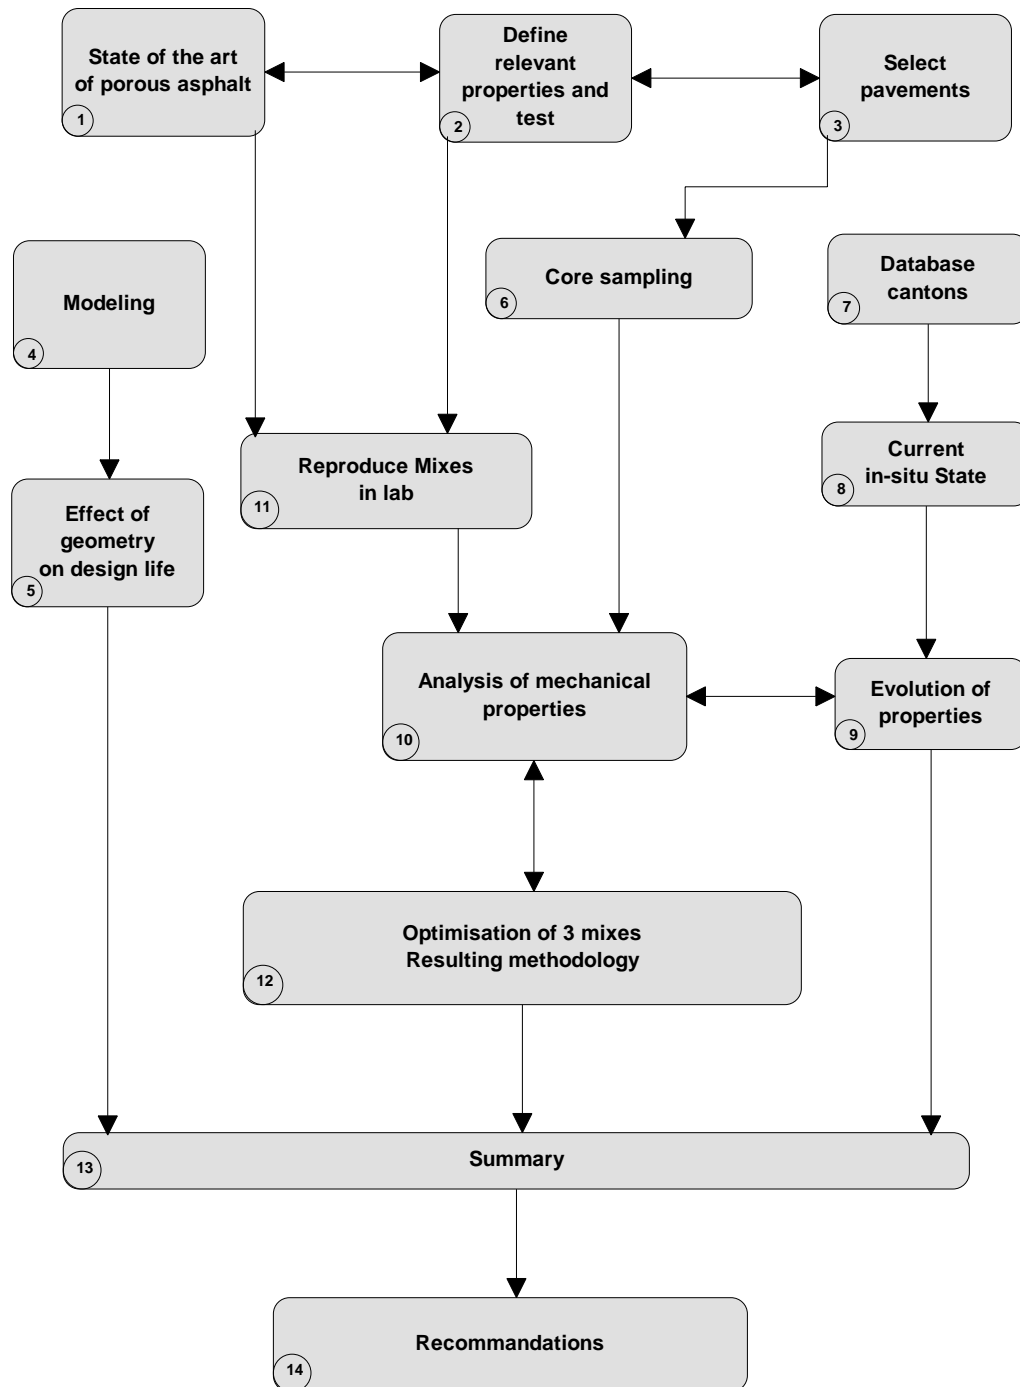 State of the art
of porous asphalt
1
Define
relevant
properties and
test
2
Select
pavements
3
Modeling
4
Core sampling
6
Database
cantons
7
Effect of
geometry
on design life
5
Reproduce Mixes
in lab
11
Current
in-situ State
8
Analysis of mechanical
properties
10
Evolution of
properties
9
Optimisation of 3 mixes
Resulting methodology
12
Summary
13
Recommandations
14